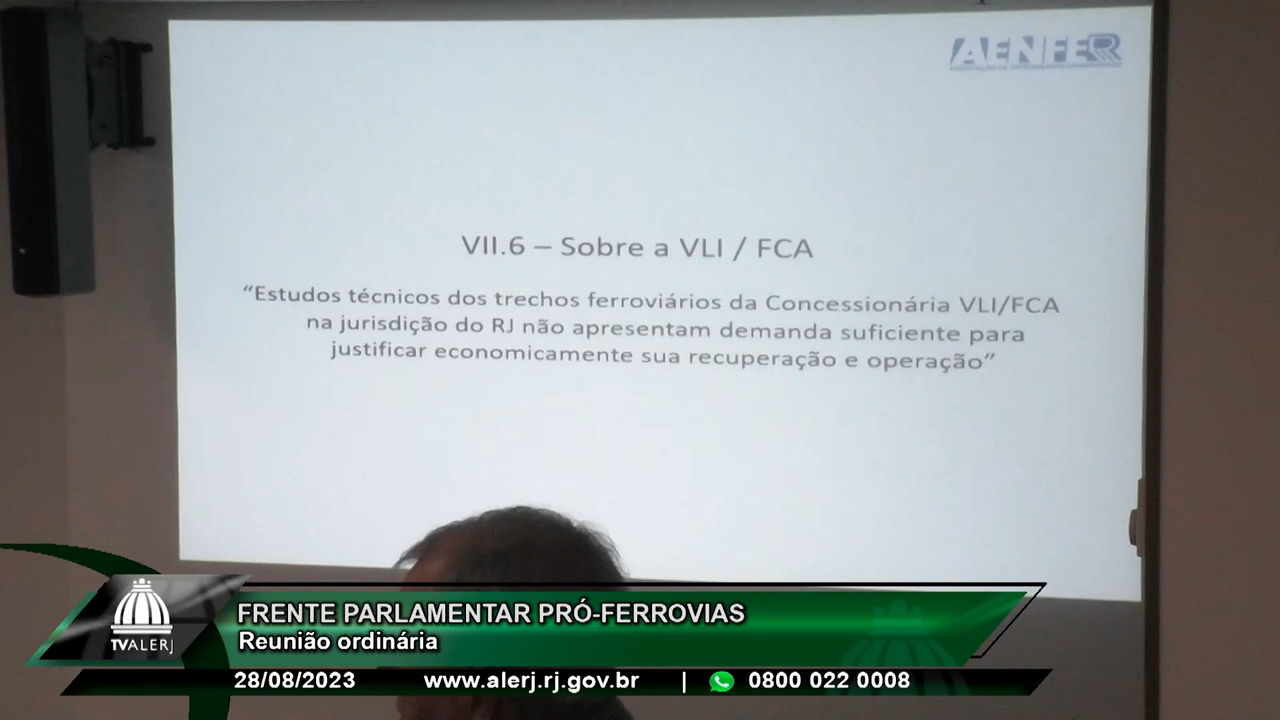 AENFER
VII.6 – Sobre a VLI / FCA
“Estudos técnicos dos trechos ferroviários da Concessionária VLI/FCA
na jurisdição do RJ não apresentam demanda suficiente para
justificar economicamente sua recuperação e operação”
FRENTE PARLAMENTAR PRÓ-FERROVIAS
Reunião ordinária
TVALERJ
28/08/2023 www.alerj.rj.gov.br | 0800 022 0008